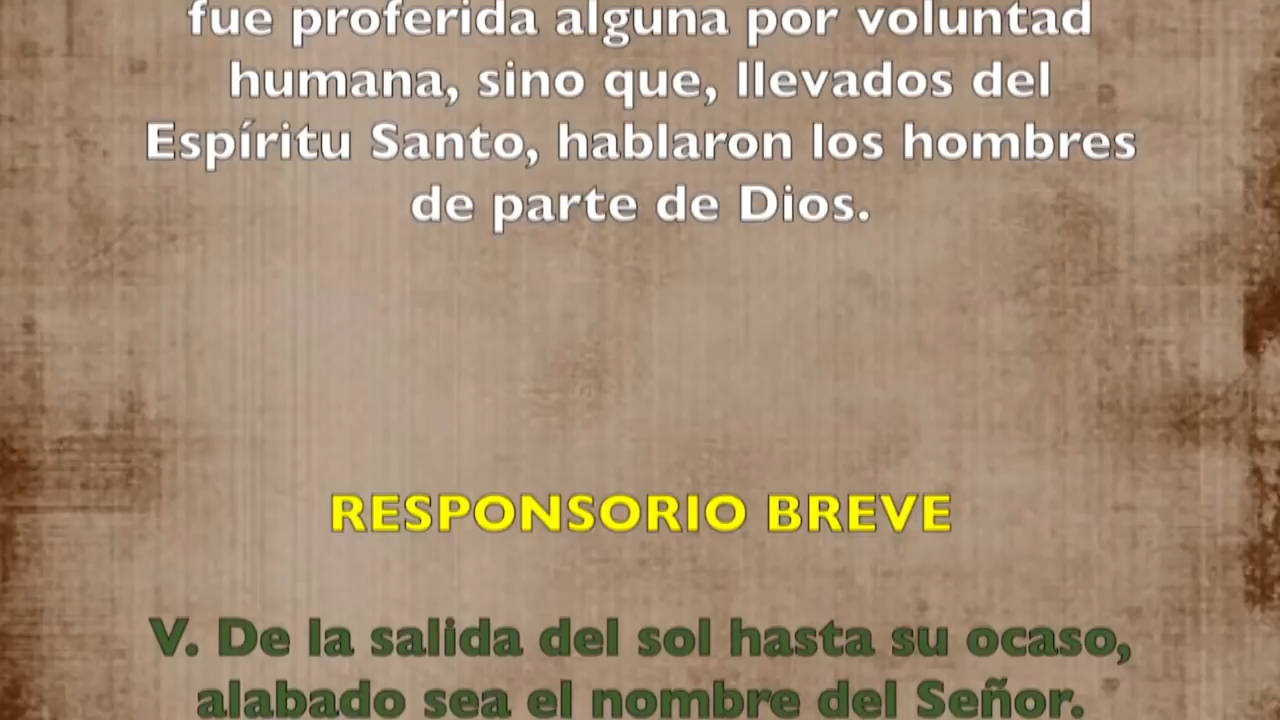 fue proferida alguna por voluntad
humana, sino que, llevados del
Espíritu Santo, hablaron los hombres
de parte de Dios.
RESPONSORIO BREVE
V. De la salida del sol hasta su ocaso,
alabado sea el nombre del Señor.